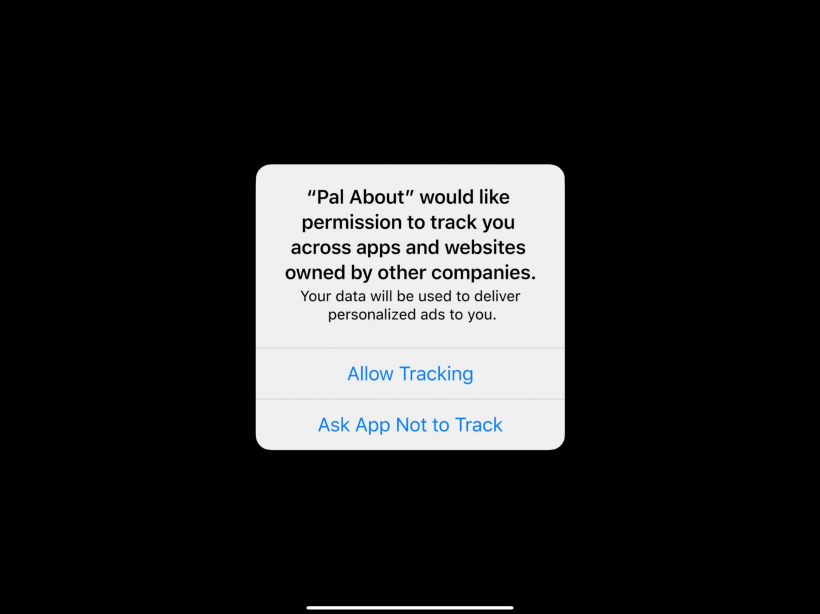 “Pal About” would like
permission to track you
across apps and websites
owned by other companies.
Your data will be used to deliver
personalized ads to you.
Allow Tracking
Ask App Not to Track